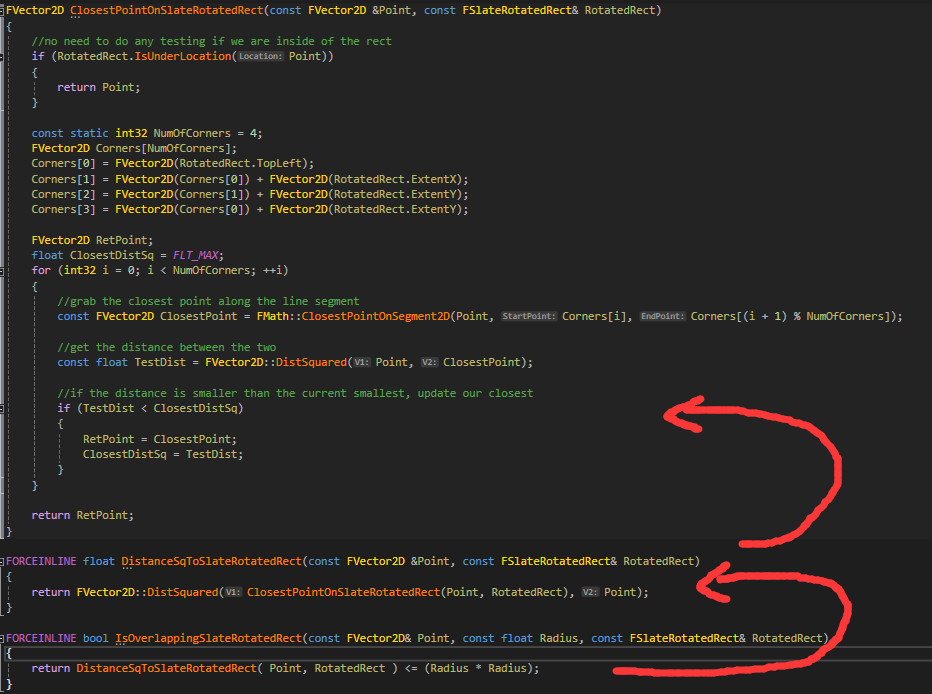 FVector2D ClosestPointOnSlateRotatedRect(const FVector2D &Point, const FSlateRotatedRect& RotatedRect)
{
//no need to do any testing if we are inside of the rect
if (RotatedRect.IsUnderLocation(Location: Point))
{
return Point;
}
const static int32 NumOfCorners = 4;
FVector2D Corners[NumOfCorners];
Corners[0] = FVector2D(RotatedRect.TopLeft);
Corners[1] = FVector2D(Corners[0]) + FVector2D(RotatedRect.ExtentX);
Corners[2] = FVector2D(Corners[1]) + FVector2D(RotatedRect.ExtentY);
Corners[3] = FVector2D(Corners[0]) + FVector2D(RotatedRect.ExtentY);
FVector2D RetPoint;
float ClosestDistSq = FLT_MAX;
for (int32 i = 0; i < NumOfCorners; ++i)
{
//grab the closest point along the line segment
const FVector2D ClosestPoint = FMath::ClosestPointOnSegment2D(Point, StartPoint: Corners[i], EndPoint: Corners[(i + 1) % NumOfCorners]);
//get the distance between the two
const float TestDist = FVector2D::DistSquared(V1: Point, V2: ClosestPoint);
//if the distance is smaller than the current smallest, update our closest
if (TestDist < ClosestDistSq)
{
RetPoint = ClosestPoint;
ClosestDistSq = TestDist;
}
}
return RetPoint;
}
FORCEINLINE float DistanceSqToSlateRotatedRect(const FVector2D &Point, const FSlateRotatedRect& RotatedRect)
{
return FVector2D::DistSquared(V1: ClosestPointOnSlateRotatedRect(Point, RotatedRect), V2: Point);
}
FORCEINLINE bool IsOverlappingSlateRotatedRect(const FVector2D& Point, const float Radius, const FSlateRotatedRect& RotatedRect)
{
return DistanceSqToSlateRotatedRect( Point, RotatedRect ) <= (Radius * Radius);
}